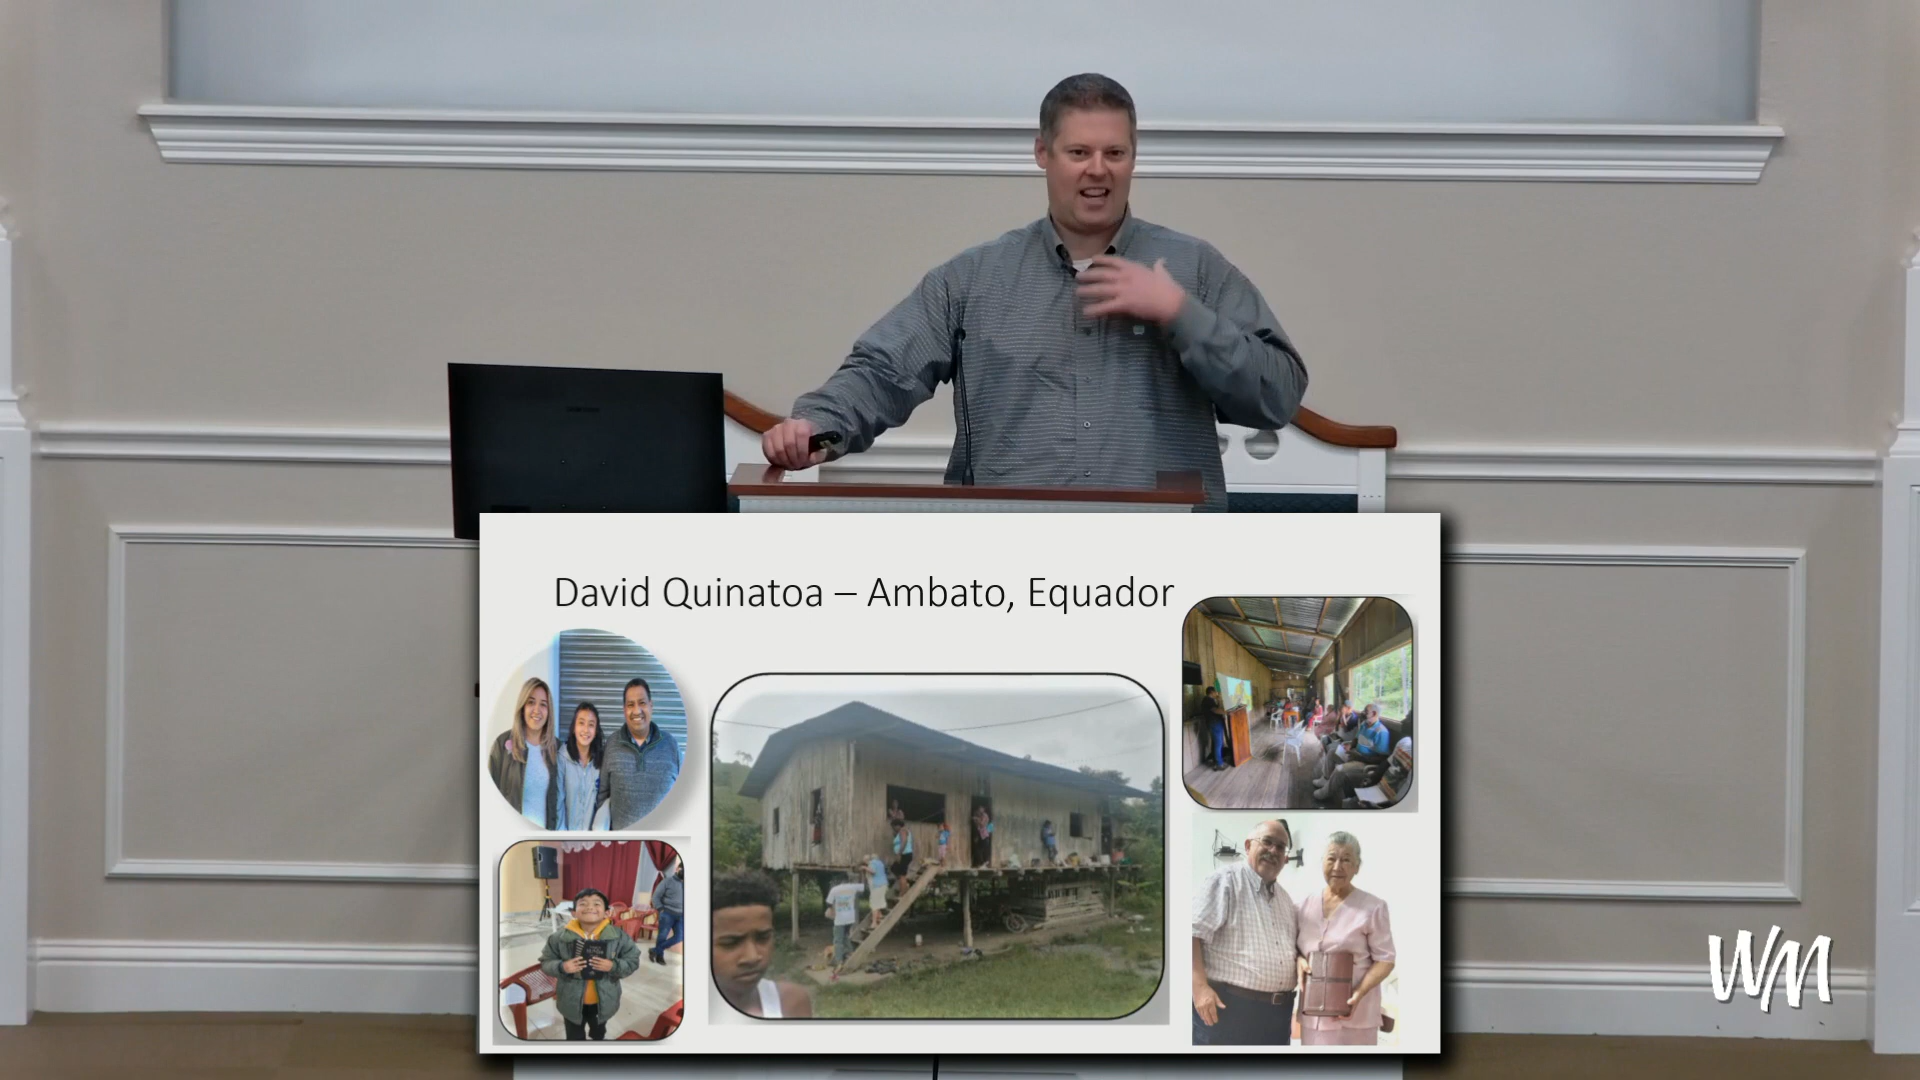 David Quinatoa – Ambato, Equador
WM